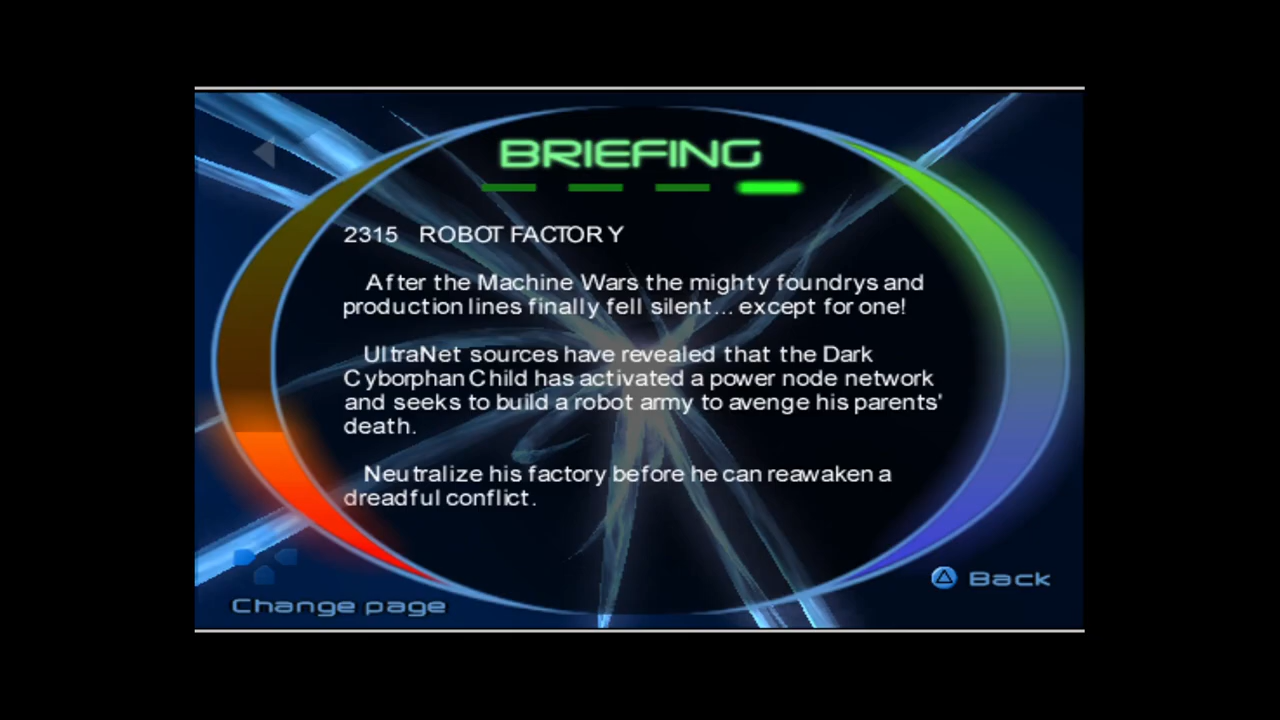 BRIEFING
2315 ROBOT FACTORY
After the Machine Wars the mighty foundrys and
production lines finally fell silent... except for one!
UltraNet sources have revealed that the Dark
Cyborphan Child has activated a power node network
and seeks to build a robot army to avenge his parents'
death.
Neutralize his factory before he can reawaken a
dreadful conflict.
Back
Change page